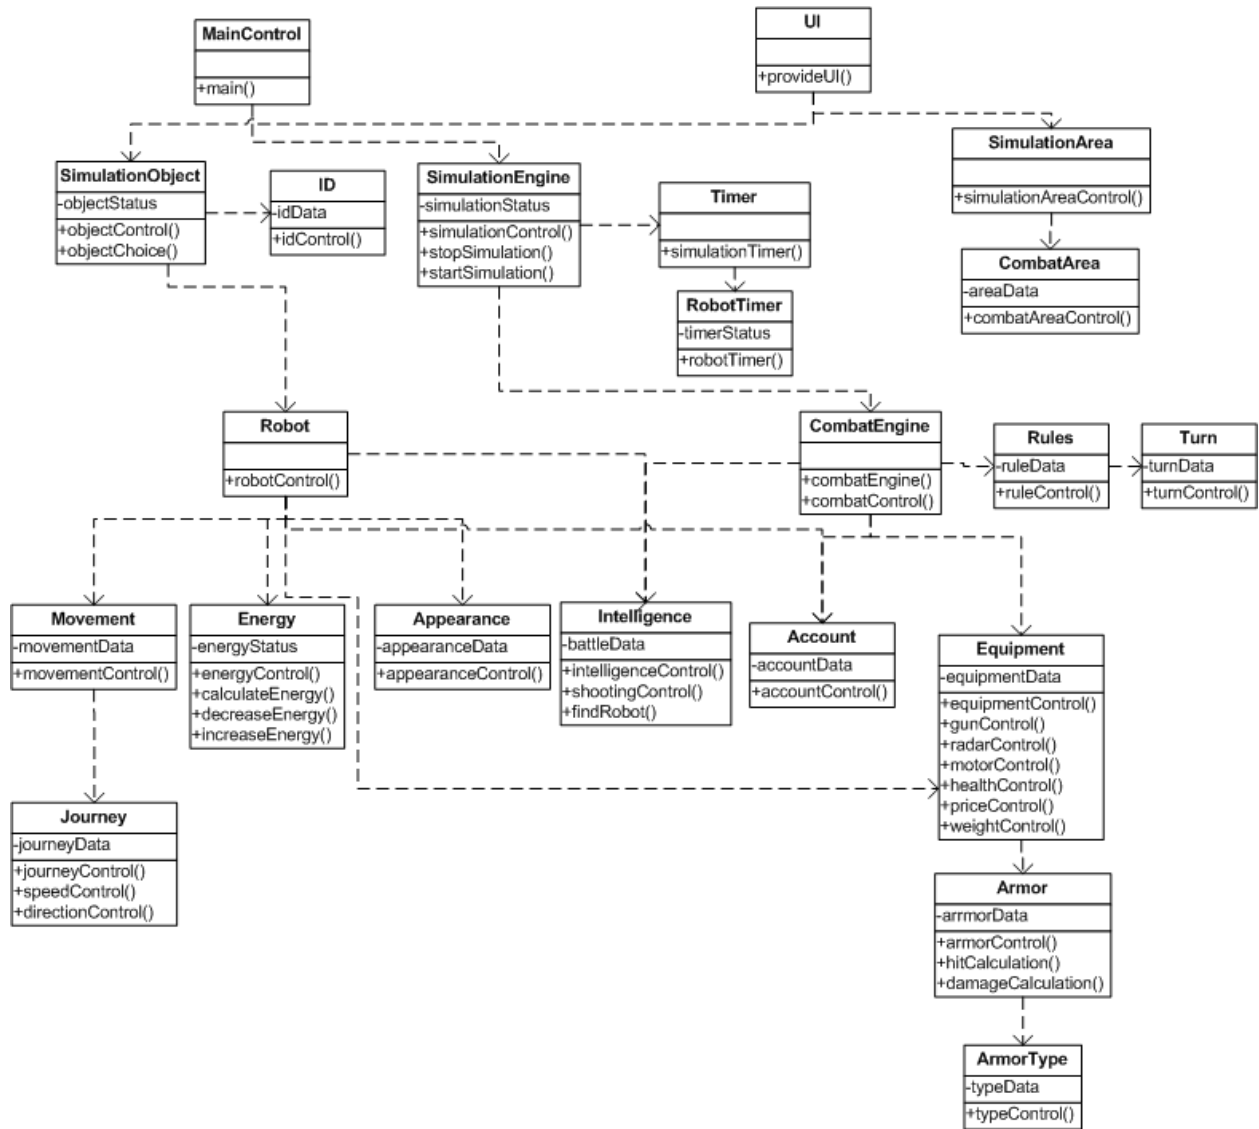 MainControl
+main()
UI
+provideUI()
SimulationObject
-objectStatus
+objectControl()
+objectChoice()
ID
-idData
+idControl()
SimulationEngine
-simulationStatus
+simulationControl()
+stopSimulation()
+startSimulation()
Timer
+simulationTimer()
SimulationArea
+simulationAreaControl()
RobotTimer
-timerStatus
+robotTimer()
CombatArea
-areaData
+combatAreaControl()
Robot
+robotControl()
CombatEngine
+combatEngine()
+combatControl()
Rules
-ruleData
+ruleControl()
Turn
-turnData
+turnControl()
Movement
-movementData
+movementControl()
Energy
-energyStatus
+energyControl()
+calculateEnergy()
+decreaseEnergy()
+increaseEnergy()
Appearance
-appearanceData
+appearanceControl()
Intelligence
-battleData
+intelligenceControl()
+shootingControl()
+findRobot()
Account
-accountData
+accountControl()
Equipment
-equipmentData
+equipmentControl()
+gunControl()
+radarControl()
+motorControl()
+healthControl()
+priceControl()
+weightControl()
Journey
-journeyData
+journeyControl()
+speedControl()
+directionControl()
Armor
-arrmorData
+armorControl()
+hitCalculation()
+damageCalculation()
ArmorType
-typeData
+typeControl()